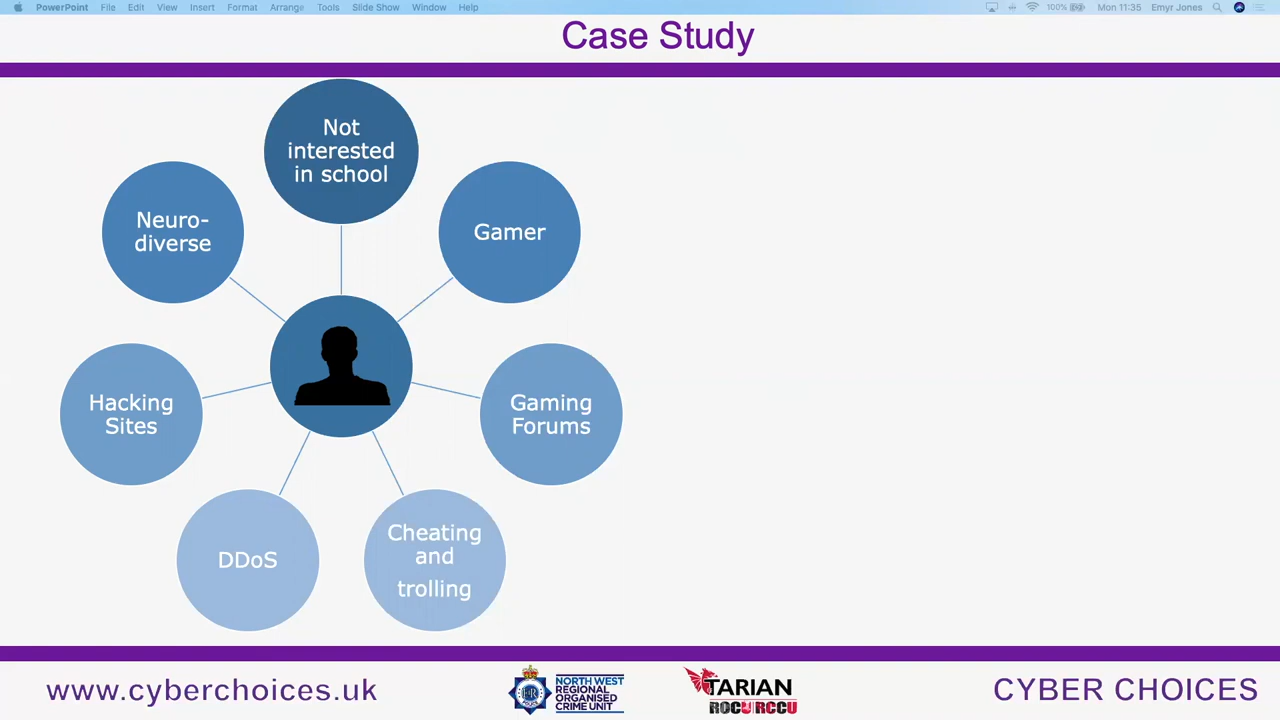 PowerPoint File Edit View Insert Format Arrange Tools Slide Show Window Help 100% Mon 11:35 Emyr Jones
Case Study
Not
interested
in school
Neuro-
diverse
Gamer
Hacking
Sites
Gaming
Forums
DDoS
Cheating
and
trolling
www.cyberchoices.uk
NORTH WEST
REGIONAL
ORGANISED
CRIME UNIT
TARIAN
ROCU/RCCU
CYBER CHOICES